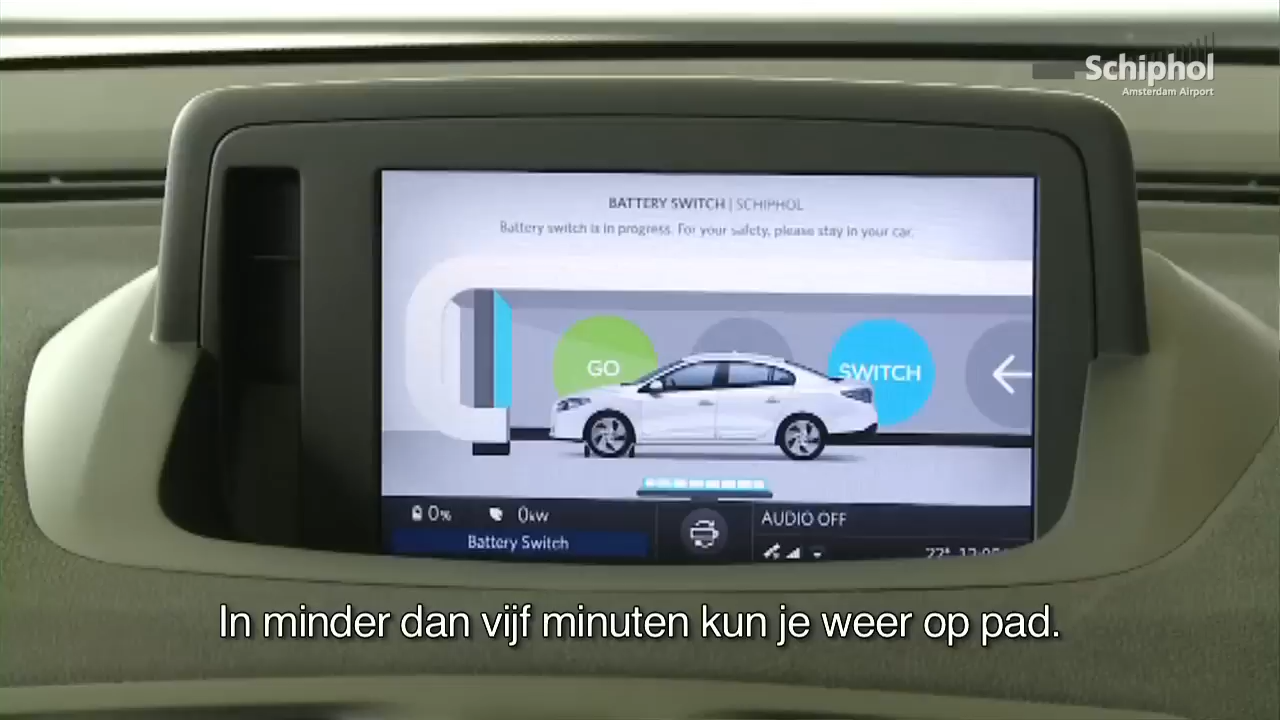 Schiphol
Amsterdam Airport
BATTERY SWITCH | SCHIPHOL
Battery switch is in progress. For your safety, please stay in your car.
GO
SWITCH
0% 0kW
AUDIO OFF
Battery Switch
22°
In minder dan vijf minuten kun je weer op pad.